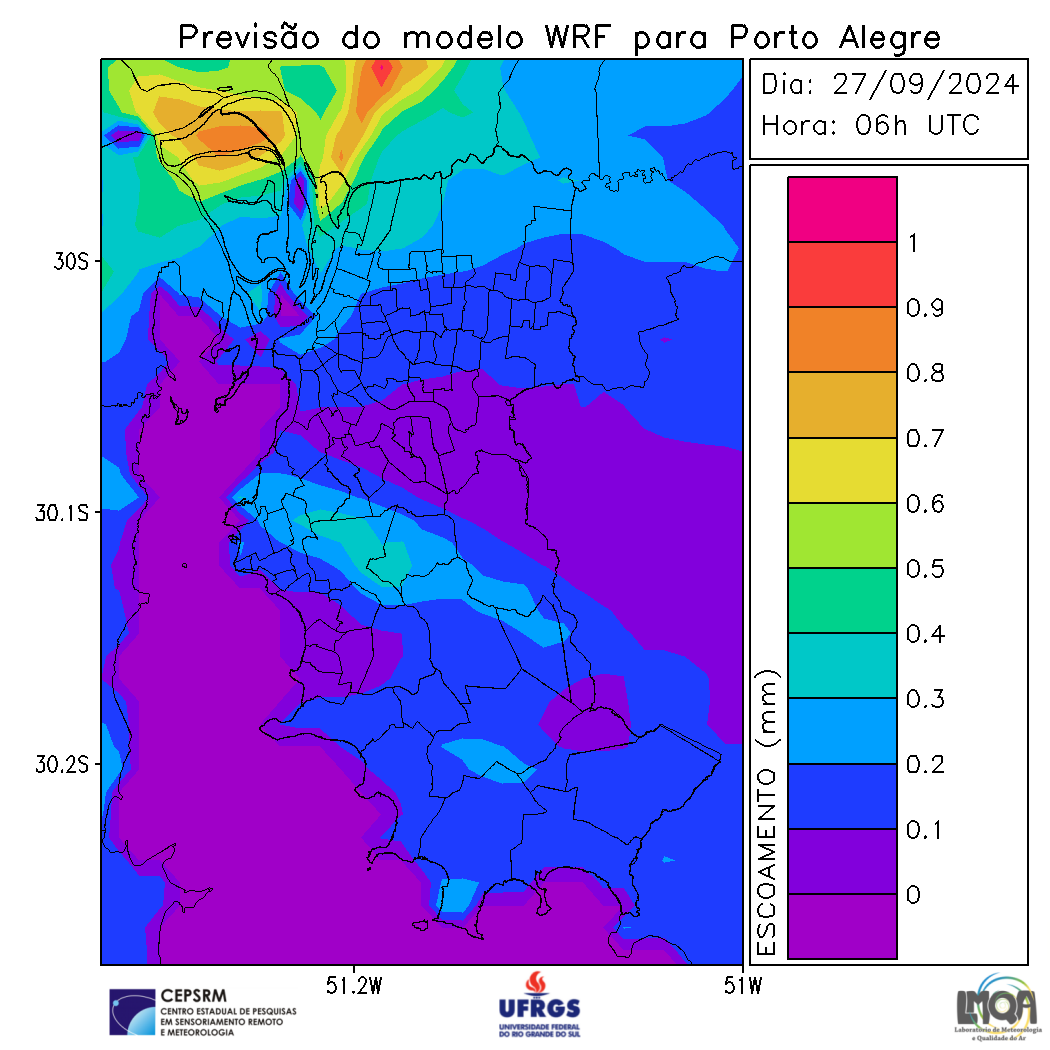 Previsão do modelo WRF para Porto Alegre
Dia: 27/09/2024
Hora: 06h UTC
30S
30.1S
30.2S
51.2W
51W
ESCOAMENTO (mm)
1
0.9
0.8
0.7
0.6
0.5
0.4
0.3
0.2
0.1
0
CEPSRM
CENTRO ESTADUAL DE PESQUISAS
EM SENSORIAMENTO REMOTO
E METEOROLOGIA
UFRGS
UNIVERSIDADE FEDERAL
DO RIO GRANDE DO SUL
LMQA
Laboratório de Meteorologia
e Qualidade do Ar